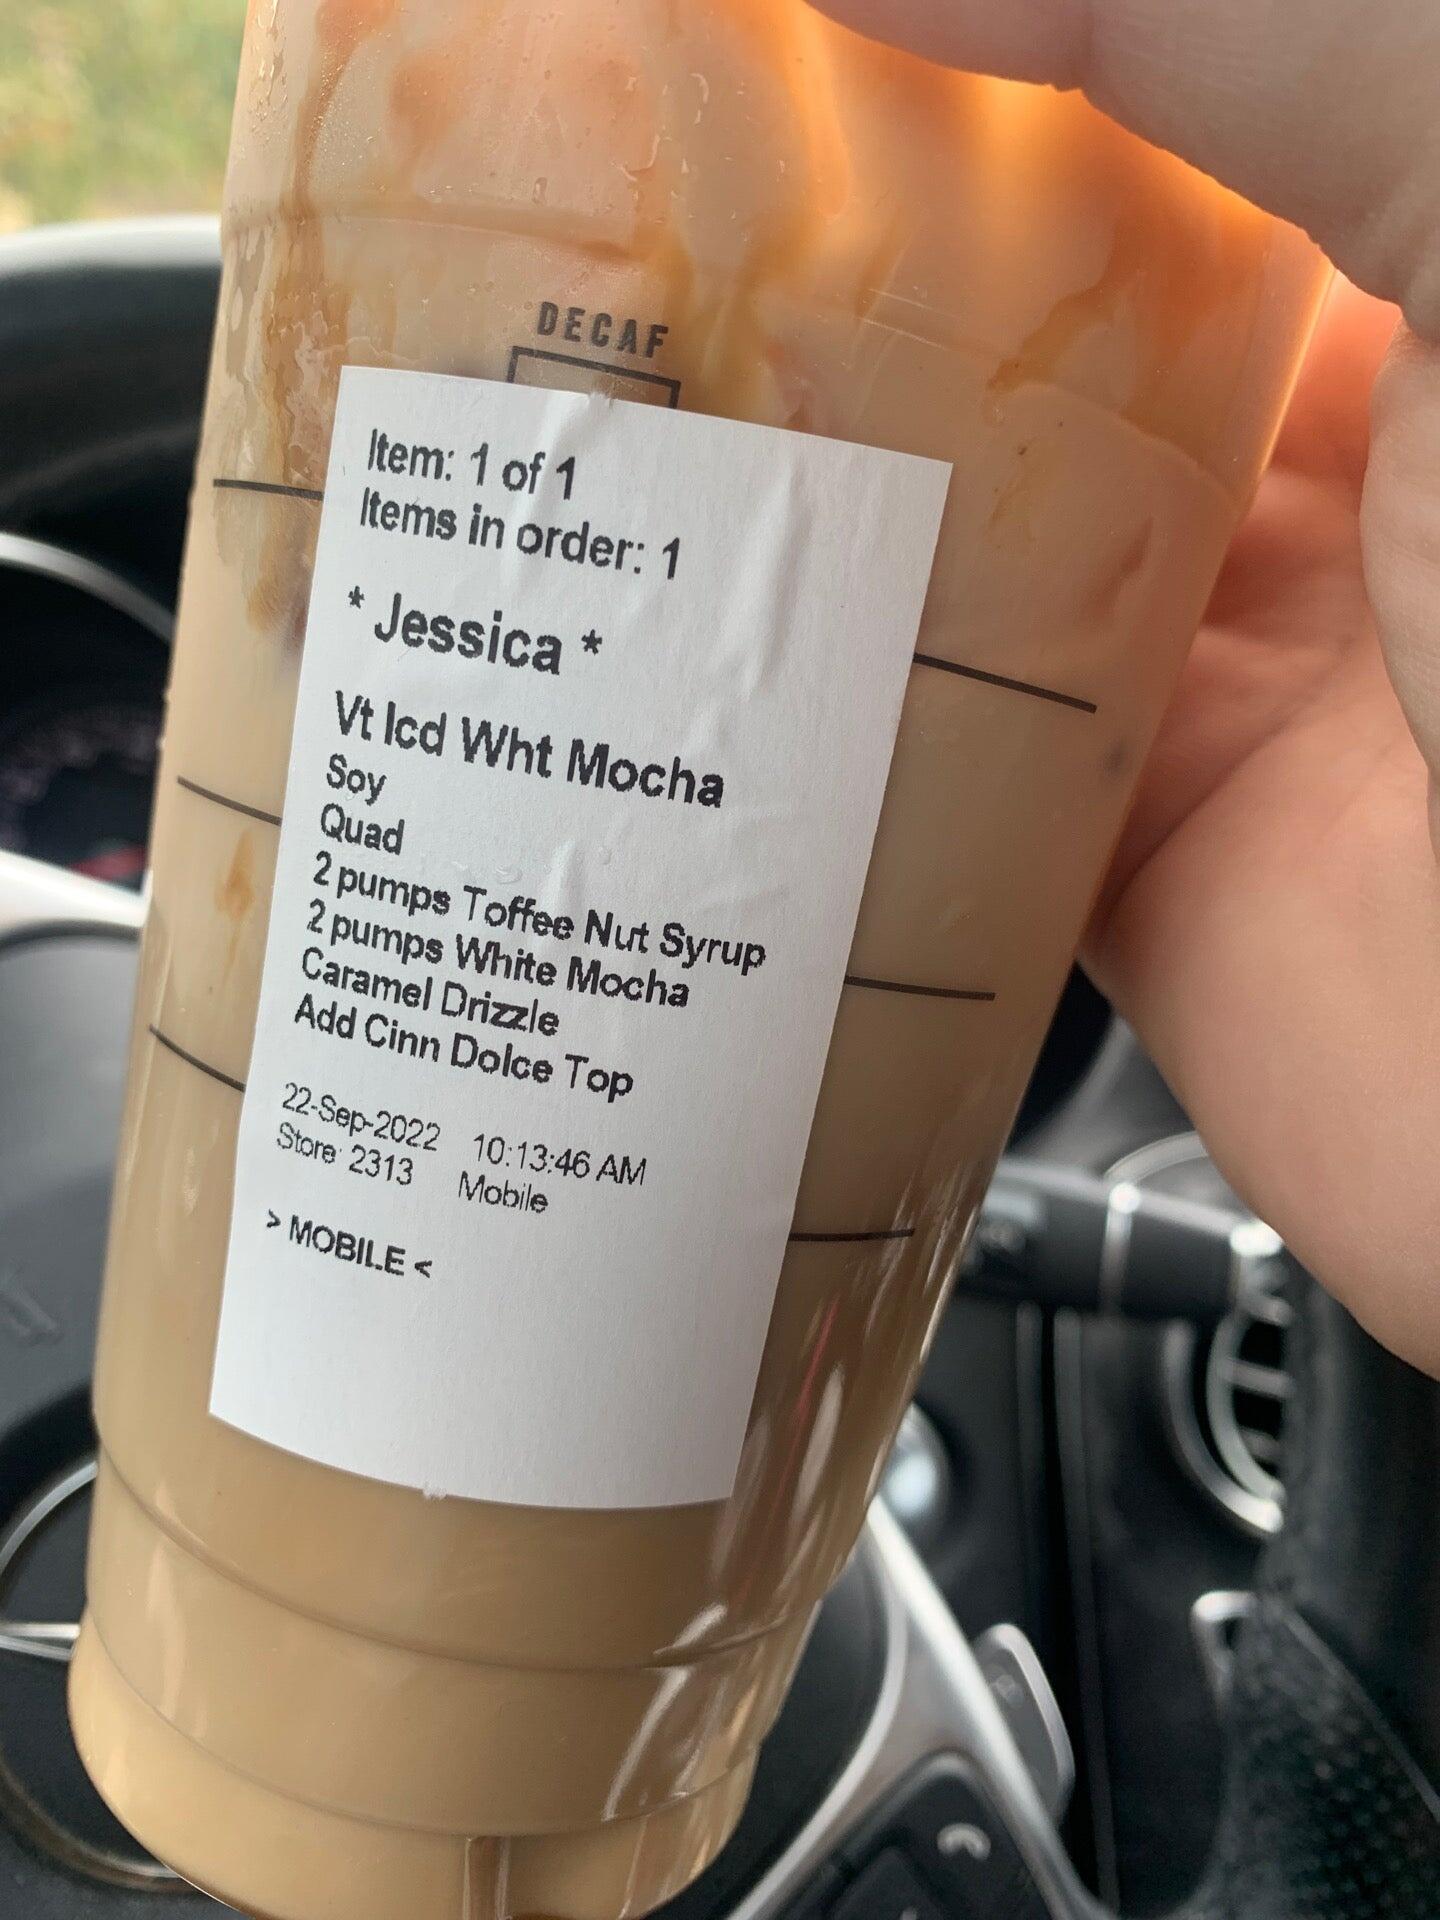 DECAF
Item: 1 of 1
Items in order: 1
* Jessica *
Vt Icd Wht Mocha
Soy
Quad
2 pumps Toffee Nut Syrup
2 pumps White Mocha
Caramel Drizzle
Add Cinn Dolce Top
22-Sep-2022 10:13:46 AM
Store: 2313 Mobile
> MOBILE <